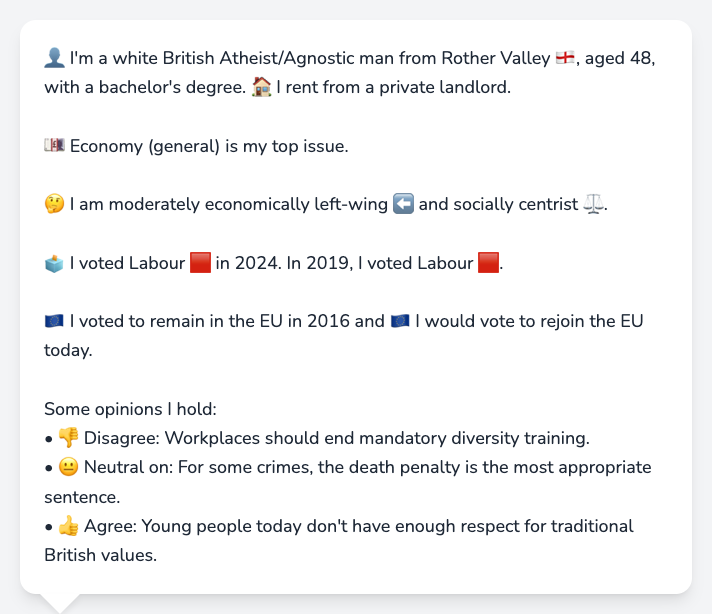 👤 I'm a white British Atheist/Agnostic man from Rother Valley 🏴󠁧󠁢󠁥󠁮󠁧󠁿, aged 48,
with a bachelor's degree. 🏠 I rent from a private landlord.
💷 Economy (general) is my top issue.
🤔 I am moderately economically left-wing ⬅️ and socially centrist ⚖️.
🗳️ I voted Labour 🟥 in 2024. In 2019, I voted Labour 🟥.
🇪🇺 I voted to remain in the EU in 2016 and 🇪🇺 I would vote to rejoin the EU
today.
Some opinions I hold:
• 👎 Disagree: Workplaces should end mandatory diversity training.
• 😐 Neutral on: For some crimes, the death penalty is the most appropriate
sentence.
• 👍 Agree: Young people today don't have enough respect for traditional
British values.